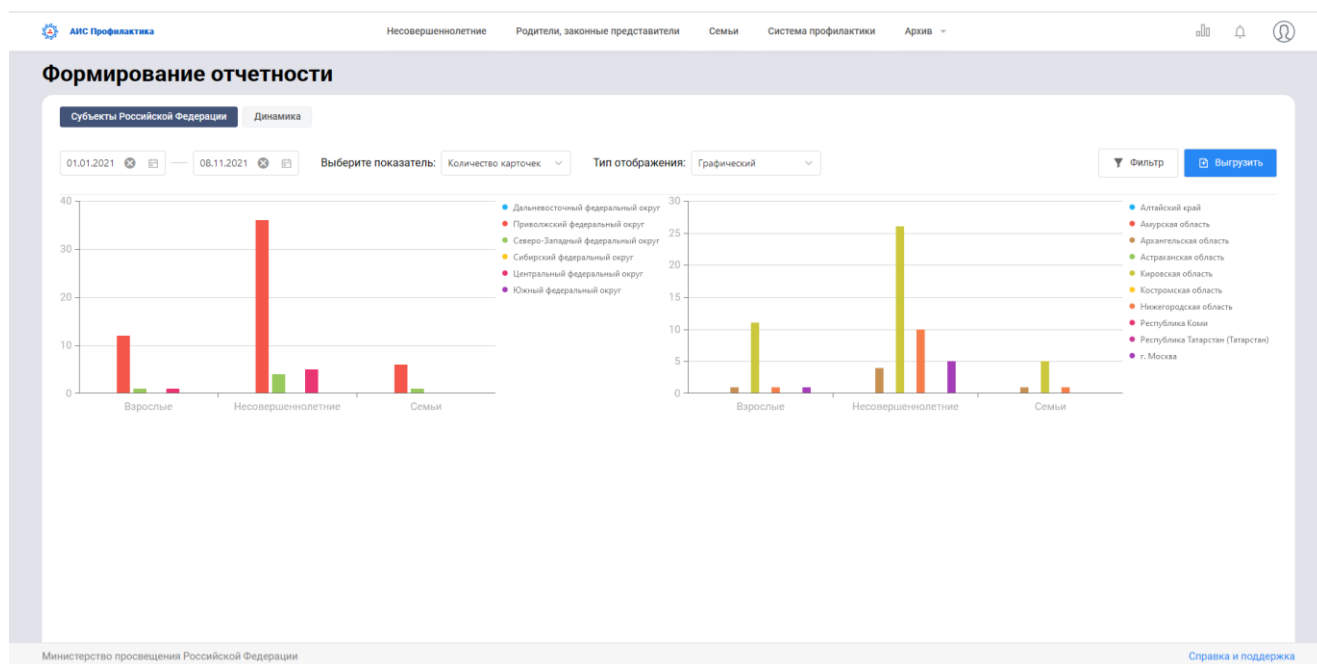 АИС Профилактика Несовершеннолетние Родители, законные представители Семьи Система профилактики Архив
Формирование отчетности
Субъекты Российской Федерации Динамика
01.01.2021 — 08.11.2021 Выберите показатель: Количество карточек Тип отображения: Графический Фильтр Выгрузить
40
30
20
10
0
Взрослые Несовершеннолетние Семьи
Дальневосточный федеральный округ
Приволжский федеральный округ
Северо-Западный федеральный округ
Сибирский федеральный округ
Центральный федеральный округ
Южный федеральный округ
30
25
20
15
10
5
0
Взрослые Несовершеннолетние Семьи
Алтайский край
Амурская область
Архангельская область
Астраханская область
Кировская область
Костромская область
Нижегородская область
Республика Коми
Республика Татарстан (Татарстан)
г. Москва
Министерство просвещения Российской Федерации Справка и поддержка